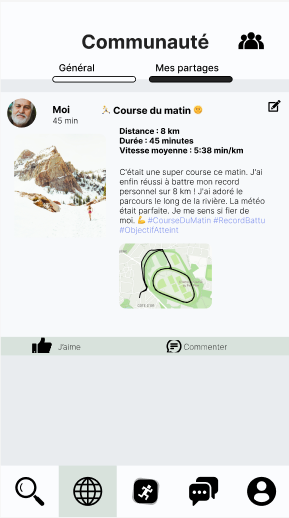 Communauté
Général
Mes partages
Moi
45 min
🏃 Course du matin 🌞
Distance : 8 km
Durée : 45 minutes
Vitesse moyenne : 5:38 min/km
C'était une super course ce matin. J'ai
enfin réussi à battre mon record
personnel sur 8 km ! J'ai adoré le
parcours le long de la rivière. La météo
était parfaite. Je me sens si fier de
moi. 💪 #CourseDuMatin #RecordBattu
#ObjectifAtteint
J'aime
Commenter